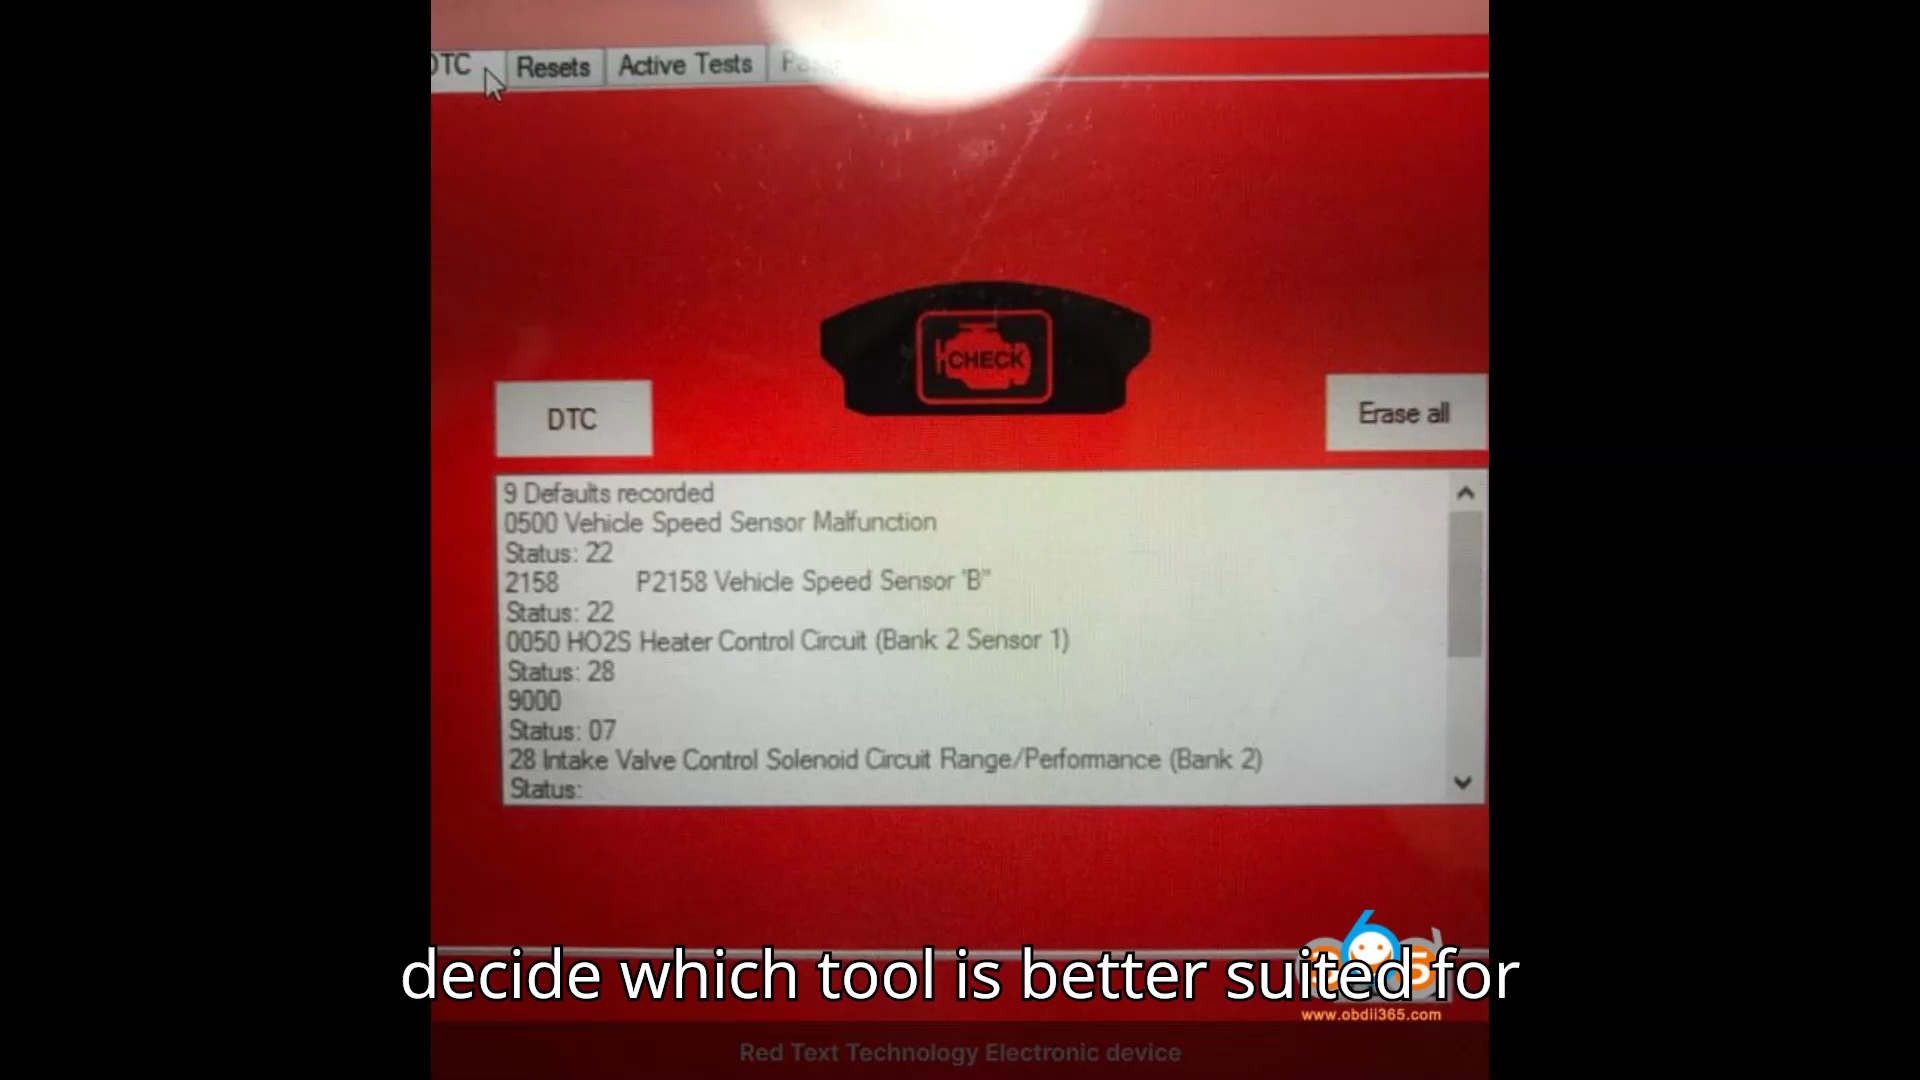 DTC
Resets
Active Tests
CHECK
DTC
Erase all
9 Defaults recorded
0500 Vehicle Speed Sensor Malfunction
Status: 22
2158 P2158 Vehicle Speed Sensor "B"
Status: 22
0050 HO2S Heater Control Circuit (Bank 2 Sensor 1)
Status: 28
9000
Status: 07
28 Intake Valve Control Solenoid Circuit Range/Performance (Bank 2)
Status:
decide which tool is better suited for
www.obdii365.com
Red Text Technology Electronic device